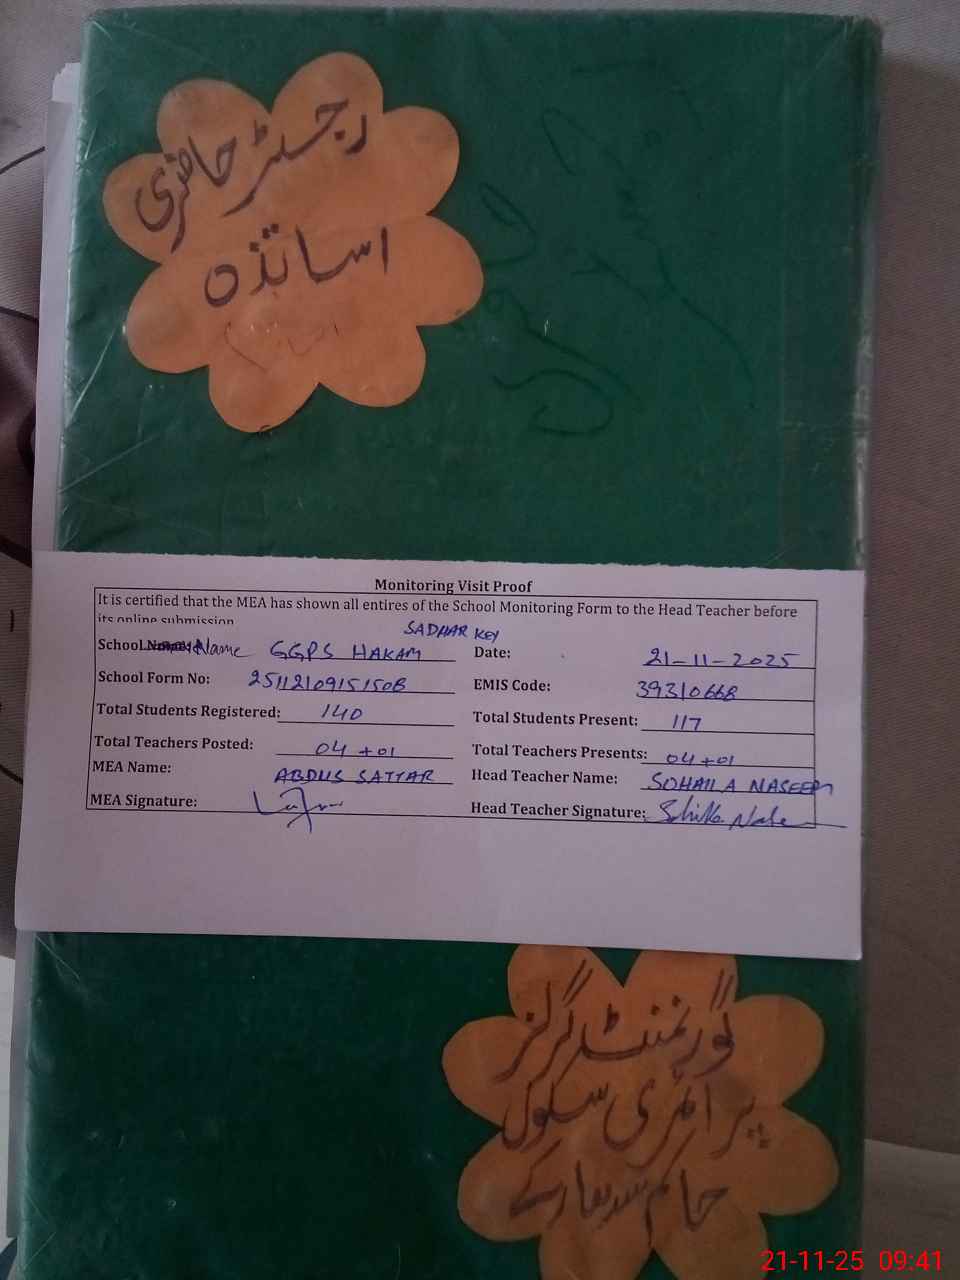 رجسٹر حاضری
اساتذہ
Monitoring Visit Proof
It is certified that the MEA has shown all entires of the School Monitoring Form to the Head Teacher before
its online submission
School Name GGPS HAKAM SADHAR KEY Date: 21-11-2025
School Form No: 25112109151508 EMIS Code: 39310668
Total Students Registered: 140 Total Students Present: 117
Total Teachers Posted: 04 +01 Total Teachers Presents: 04+01
MEA Name: ABDUS SATTAR Head Teacher Name: SOHAILA NASEEM
MEA Signature: Head Teacher Signature:
گورنمنٹ گرلز
پرائمری سکول
حاکم سدھار کے
21-11-25 09:41